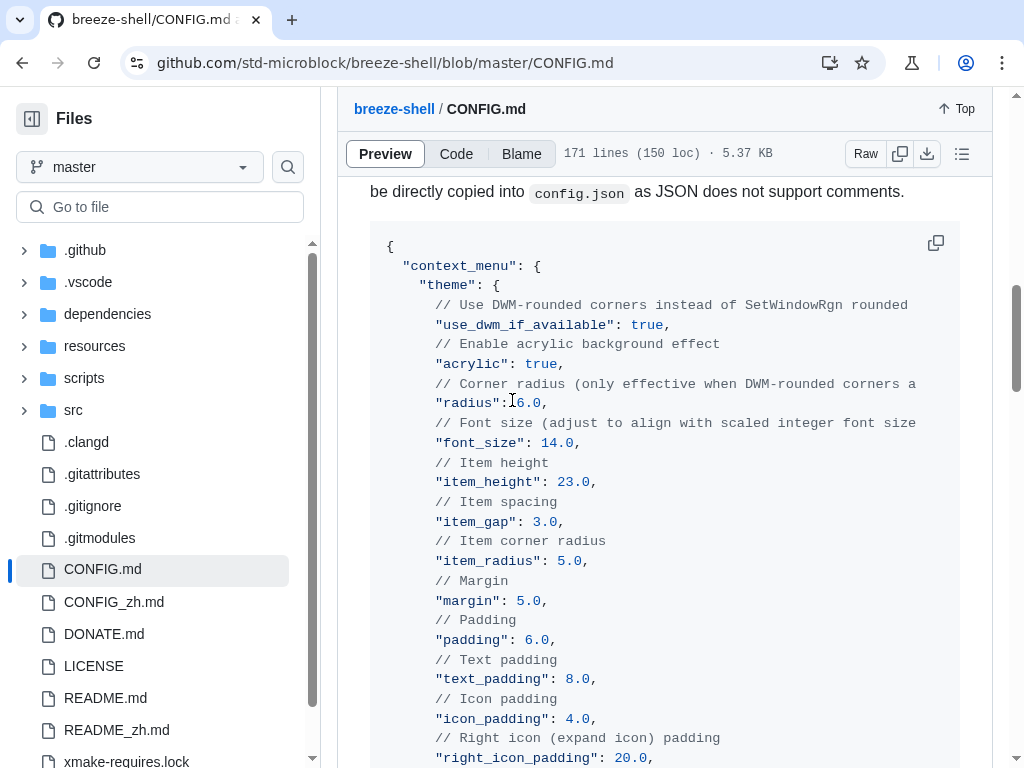 breeze-shell/CONFIG.md
github.com/std-microblock/breeze-shell/blob/master/CONFIG.md
Files
master
Go to file
.github
.vscode
dependencies
resources
scripts
src
.clangd
.gitattributes
.gitignore
.gitmodules
CONFIG.md
CONFIG_zh.md
DONATE.md
LICENSE
README.md
README_zh.md
xmake-requires.lock
breeze-shell / CONFIG.md
Top
Preview Code Blame 171 lines (150 loc) · 5.37 KB Raw
be directly copied into config.json as JSON does not support comments.
{
"context_menu": {
"theme": {
// Use DWM-rounded corners instead of SetWindowRgn rounded
"use_dwm_if_available": true,
// Enable acrylic background effect
"acrylic": true,
// Corner radius (only effective when DWM-rounded corners a
"radius": 6.0,
// Font size (adjust to align with scaled integer font size
"font_size": 14.0,
// Item height
"item_height": 23.0,
// Item spacing
"item_gap": 3.0,
// Item corner radius
"item_radius": 5.0,
// Margin
"margin": 5.0,
// Padding
"padding": 6.0,
// Text padding
"text_padding": 8.0,
// Icon padding
"icon_padding": 4.0,
// Right icon (expand icon) padding
"right_icon_padding": 20.0,